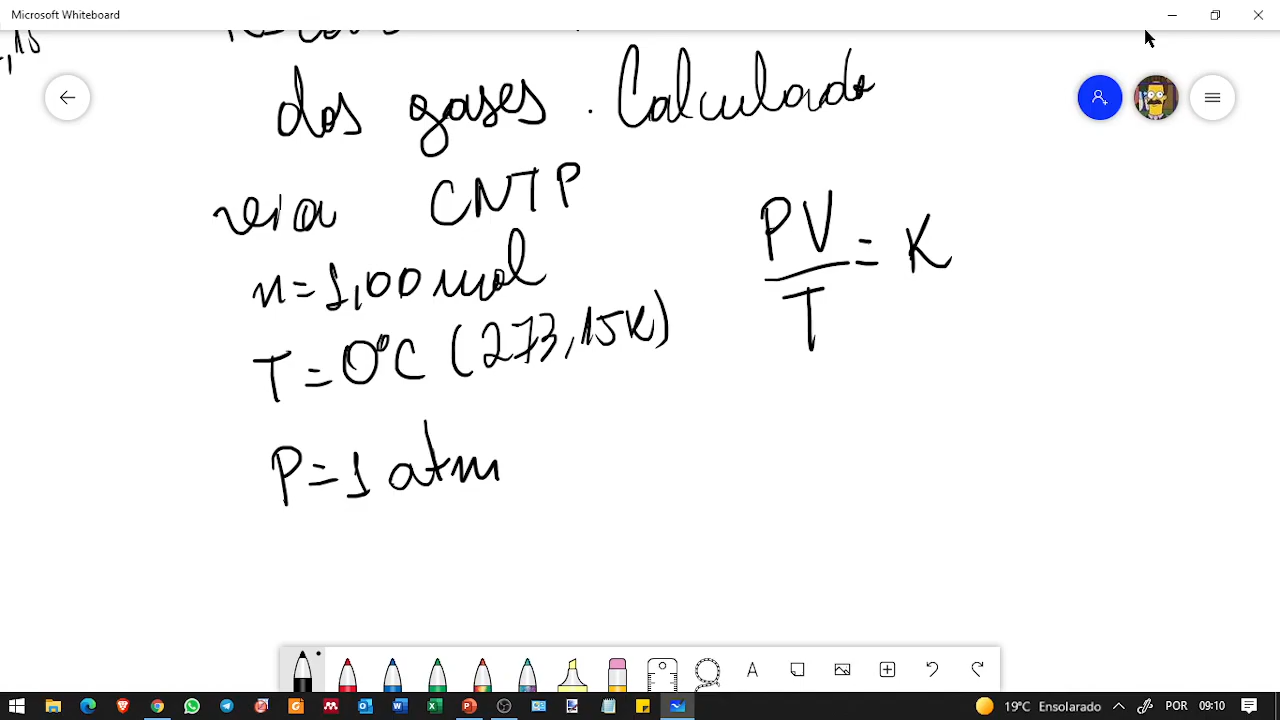 Microsoft Whiteboard
dos gases. Calculado
via CNTP
n=1,00 mol
T=0°C (273,15K)
P=1 atm
PV
= K
T
A
19°C Ensolarado
POR
09:10